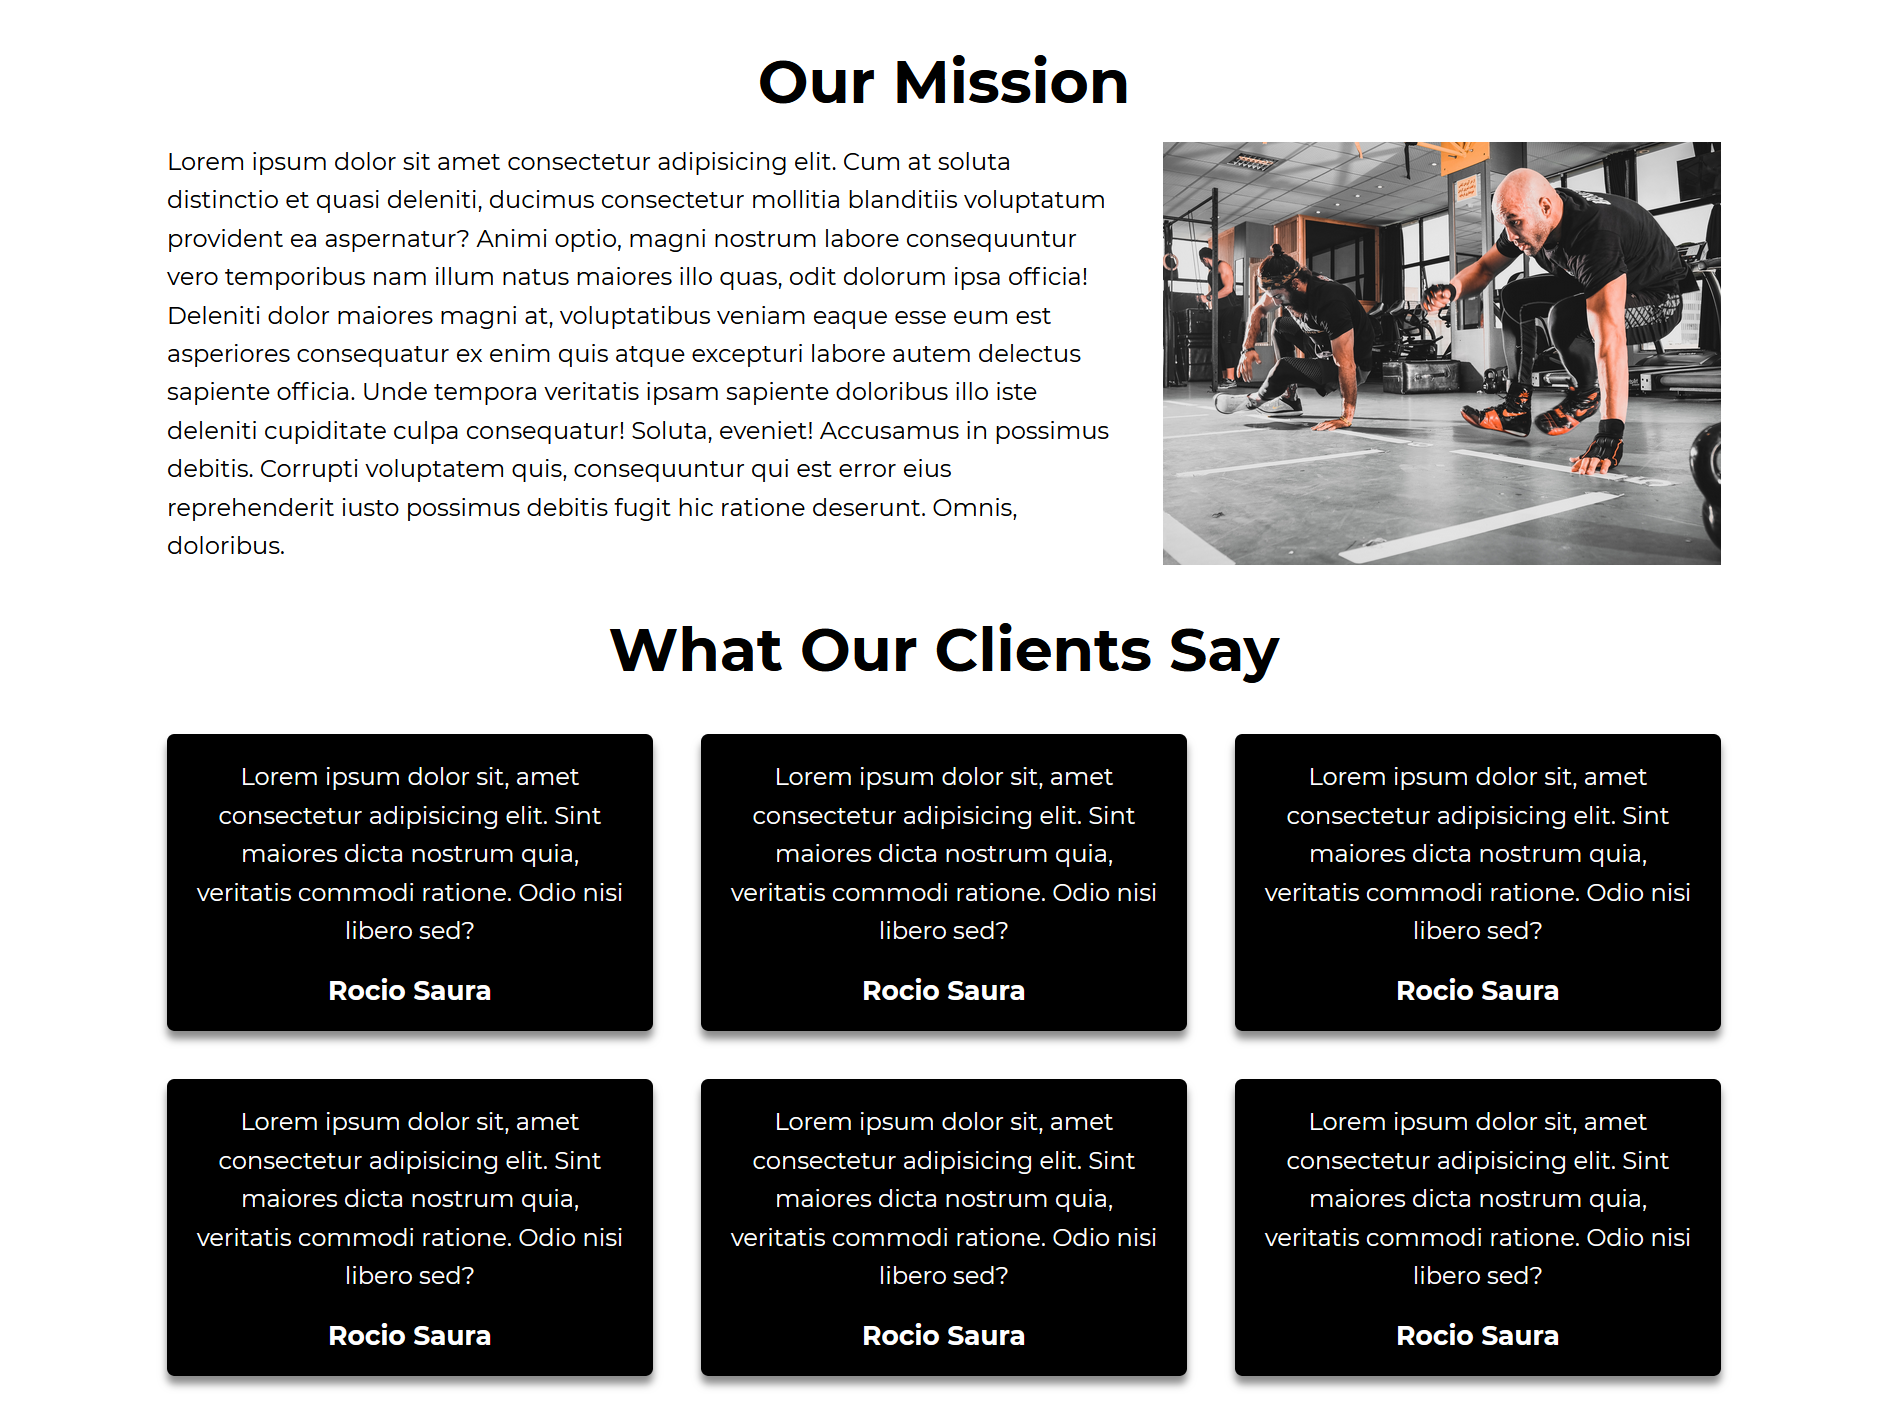 Our Mission
Lorem ipsum dolor sit amet consectetur adipisicing elit. Cum at soluta
distinctio et quasi deleniti, ducimus consectetur mollitia blanditiis voluptatum
provident ea aspernatur? Animi optio, magni nostrum labore consequuntur
vero temporibus nam illum natus maiores illo quas, odit dolorum ipsa officia!
Deleniti dolor maiores magni at, voluptatibus veniam eaque esse eum est
asperiores consequatur ex enim quis atque excepturi labore autem delectus
sapiente officia. Unde tempora veritatis ipsam sapiente doloribus illo iste
deleniti cupiditate culpa consequatur! Soluta, eveniet! Accusamus in possimus
debitis. Corrupti voluptatem quis, consequuntur qui est error eius
reprehenderit iusto possimus debitis fugit hic ratione deserunt. Omnis,
doloribus.
What Our Clients Say
Lorem ipsum dolor sit, amet
consectetur adipisicing elit. Sint
maiores dicta nostrum quia,
veritatis commodi ratione. Odio nisi
libero sed?
Rocio Saura
Lorem ipsum dolor sit, amet
consectetur adipisicing elit. Sint
maiores dicta nostrum quia,
veritatis commodi ratione. Odio nisi
libero sed?
Rocio Saura
Lorem ipsum dolor sit, amet
consectetur adipisicing elit. Sint
maiores dicta nostrum quia,
veritatis commodi ratione. Odio nisi
libero sed?
Rocio Saura
Lorem ipsum dolor sit, amet
consectetur adipisicing elit. Sint
maiores dicta nostrum quia,
veritatis commodi ratione. Odio nisi
libero sed?
Rocio Saura
Lorem ipsum dolor sit, amet
consectetur adipisicing elit. Sint
maiores dicta nostrum quia,
veritatis commodi ratione. Odio nisi
libero sed?
Rocio Saura
Lorem ipsum dolor sit, amet
consectetur adipisicing elit. Sint
maiores dicta nostrum quia,
veritatis commodi ratione. Odio nisi
libero sed?
Rocio Saura